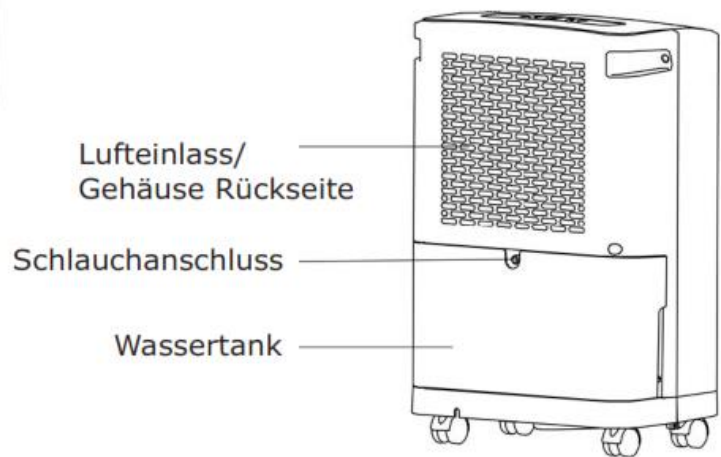 Lufteinlass/
Gehäuse Rückseite
Schlauchanschluss
Wassertank